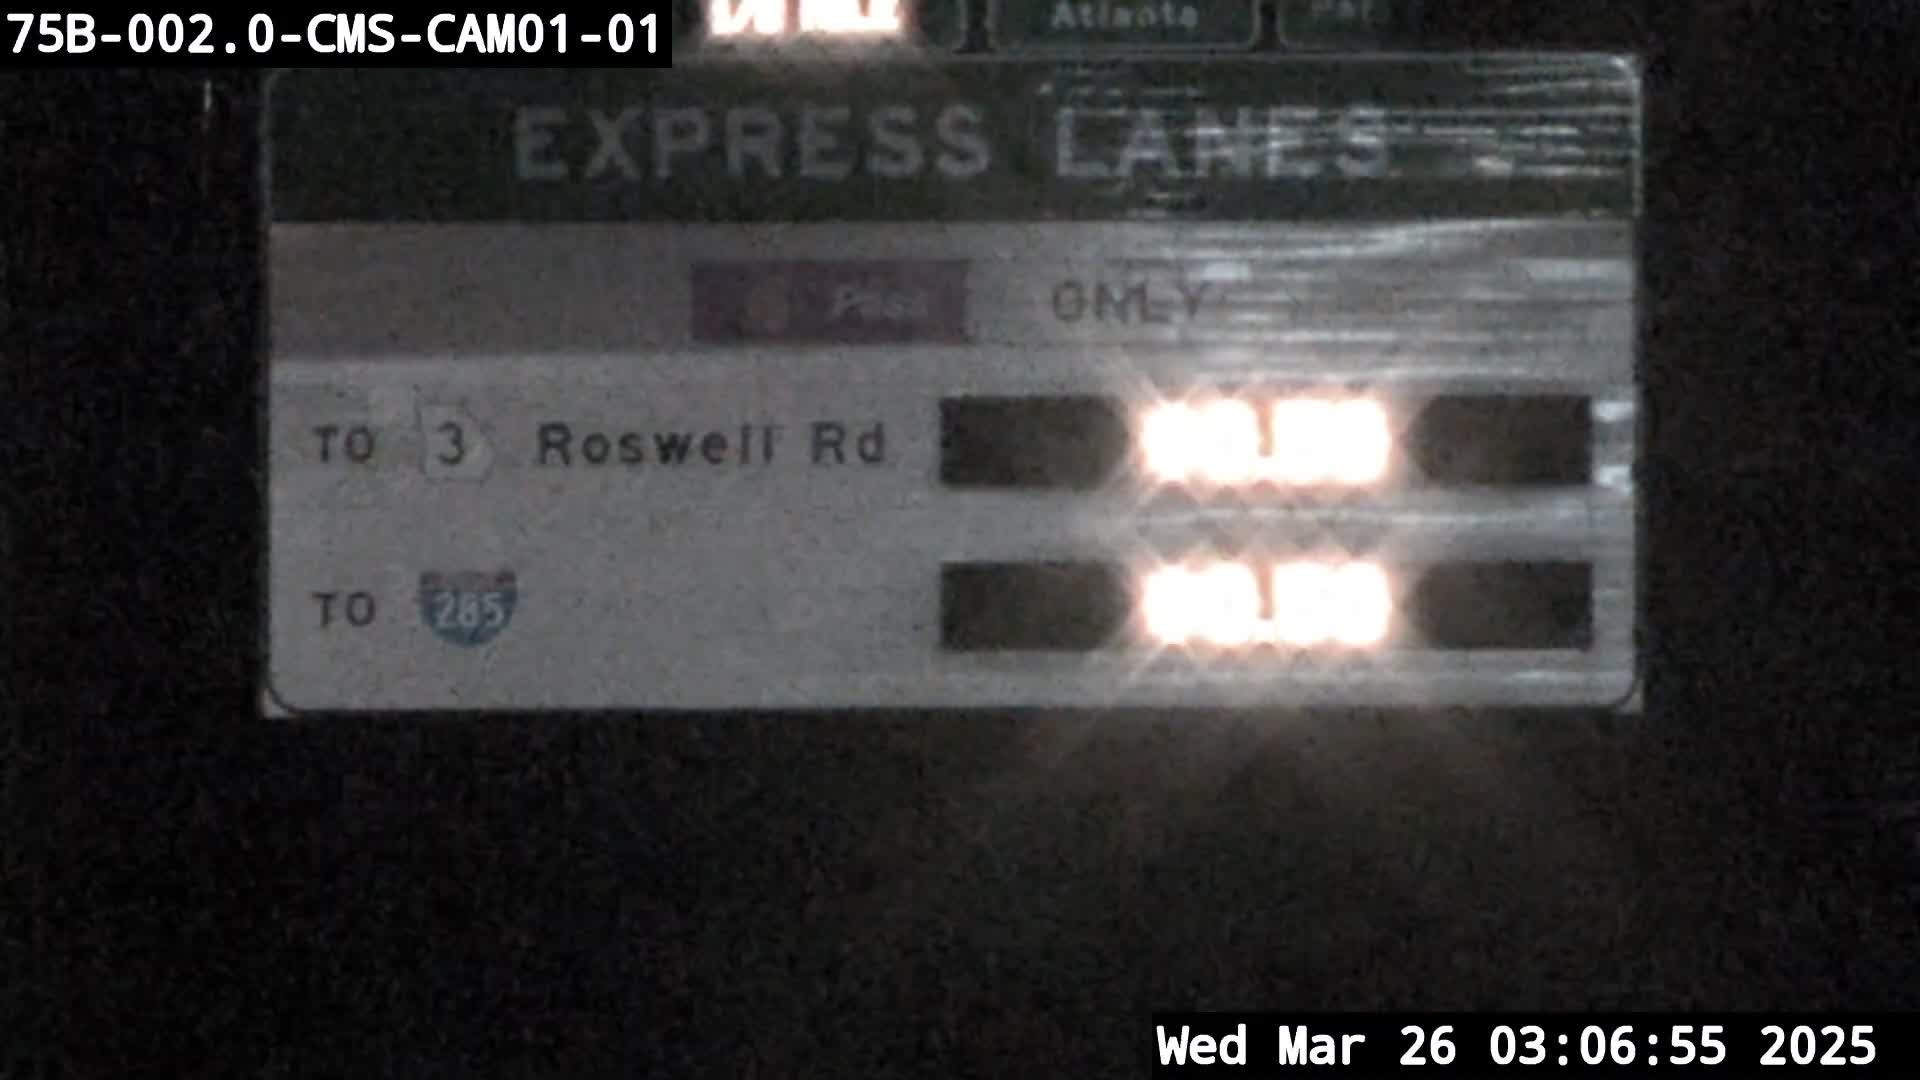 75B-002.0-CMS-CAM01-01
Atlanta
EXPRESS LANES
Pass ONLY
TO 3 Roswell Rd
TO 285
Wed Mar 26 03:06:55 2025